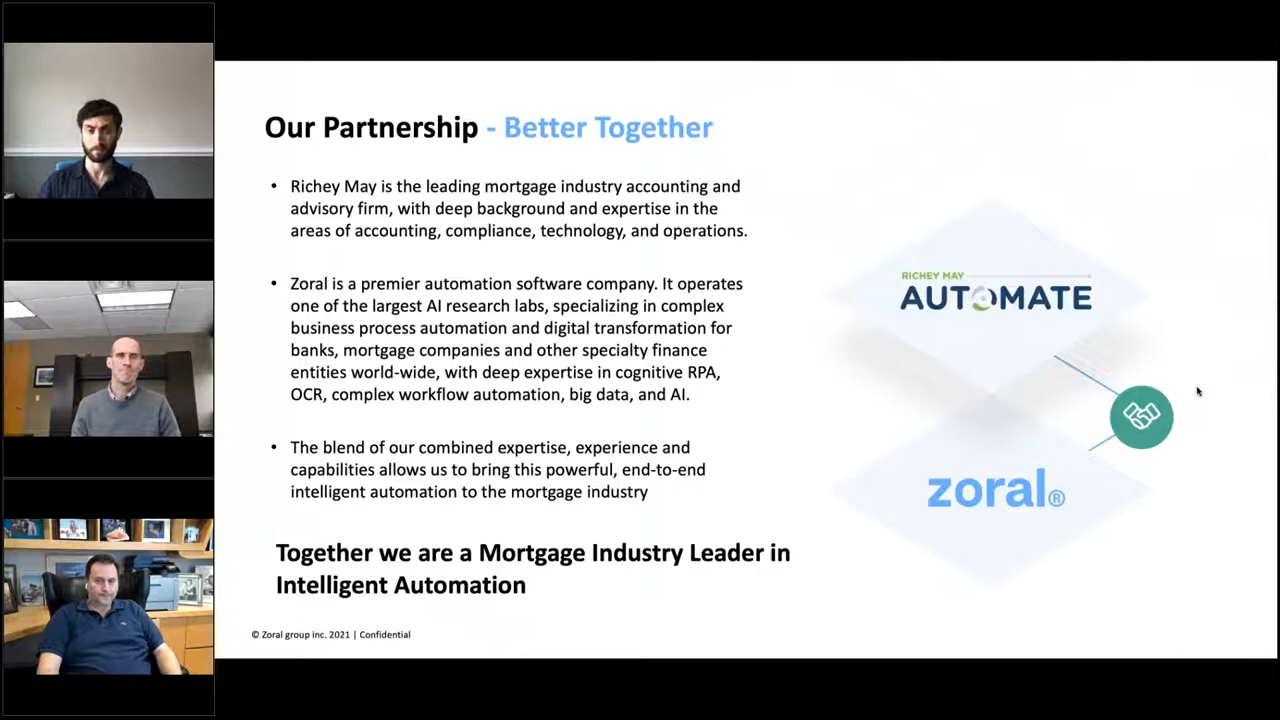 Our Partnership - Better Together
• Richey May is the leading mortgage industry accounting and
advisory firm, with deep background and expertise in the
areas of accounting, compliance, technology, and operations.
• Zoral is a premier automation software company. It operates
one of the largest AI research labs, specializing in complex
business process automation and digital transformation for
banks, mortgage companies and other specialty finance
entities world-wide, with deep expertise in cognitive RPA,
OCR, complex workflow automation, big data, and AI.
• The blend of our combined expertise, experience and
capabilities allows us to bring this powerful, end-to-end
intelligent automation to the mortgage industry
Together we are a Mortgage Industry Leader in
Intelligent Automation
© Zoral group inc. 2021 | Confidential
RICHEY MAY
AUTOMATE
zoral®